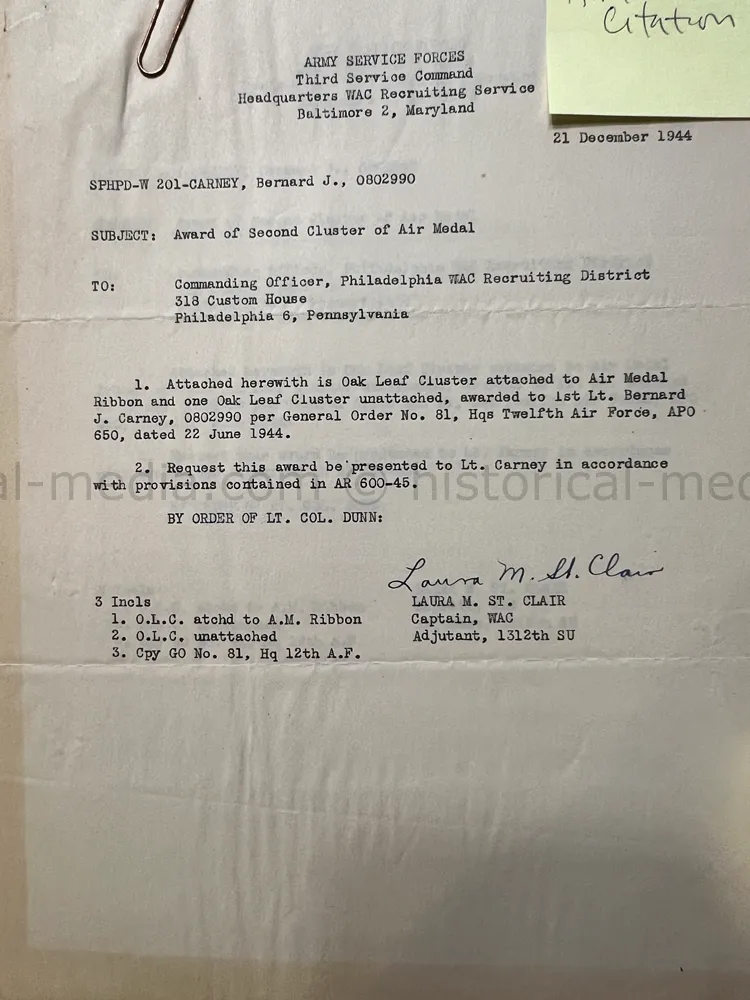 Citation
ARMY SERVICE FORCES
Third Service Command
Headquarters WAC Recruiting Service
Baltimore 2, Maryland
21 December 1944
SPHPD-W 201-CARNEY, Bernard J., 0802990
SUBJECT: Award of Second Cluster of Air Medal
TO: Commanding Officer, Philadelphia WAC Recruiting District
318 Custom House
Philadelphia 6, Pennsylvania
1. Attached herewith is Oak Leaf Cluster attached to Air Medal
Ribbon and one Oak Leaf Cluster unattached, awarded to 1st Lt. Bernard
J. Carney, 0802990 per General Order No. 81, Hqs Twelfth Air Force, APO
650, dated 22 June 1944.
2. Request this award be presented to Lt. Carney in accordance
al-media.com © historical-med
with provisions contained in AR 600-45.
BY ORDER OF LT. COL. DUNN:
Laura M. St. Clair
3 Incls LAURA M. ST. CLAIR
1. O.L.C. atchd to A.M. Ribbon Captain, WAC
2. O.L.C. unattached Adjutant, 1312th SU
3. Cpy GO No. 81, Hq 12th A.F.